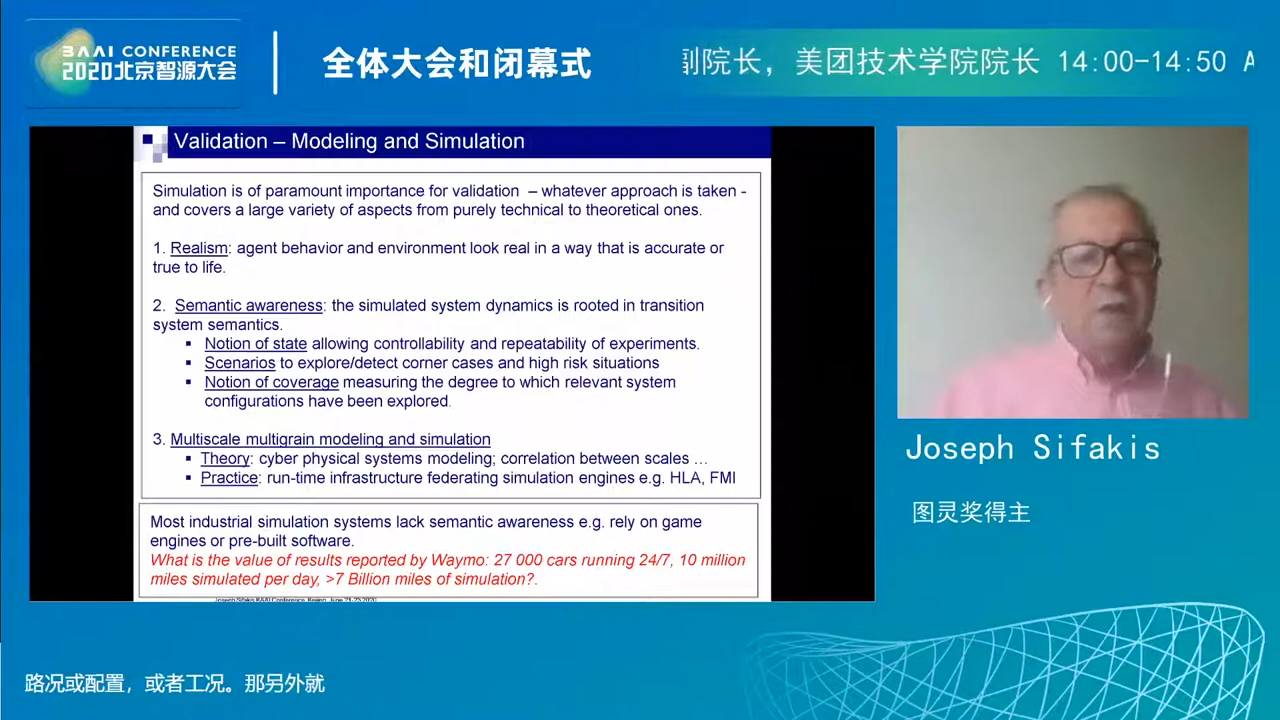 BAAI CONFERENCE
2020北京智源大会
全体大会和闭幕式
副院长，美团技术学院院长 14:00-14:50 A
Validation – Modeling and Simulation
Simulation is of paramount importance for validation – whatever approach is taken -
and covers a large variety of aspects from purely technical to theoretical ones.
1. Realism: agent behavior and environment look real in a way that is accurate or
true to life.
2. Semantic awareness: the simulated system dynamics is rooted in transition
system semantics.
▪ Notion of state allowing controllability and repeatability of experiments.
▪ Scenarios to explore/detect corner cases and high risk situations
▪ Notion of coverage measuring the degree to which relevant system
configurations have been explored.
3. Multiscale multigrain modeling and simulation
▪ Theory: cyber physical systems modeling; correlation between scales …
▪ Practice: run-time infrastructure federating simulation engines e.g. HLA, FMI
Most industrial simulation systems lack semantic awareness e.g. rely on game
engines or pre-built software.
What is the value of results reported by Waymo: 27 000 cars running 24/7, 10 million
miles simulated per day, >7 Billion miles of simulation?.
Joseph Sifakis BAAI Conference, Beijing, June 21-25 2020
Joseph Sifakis
图灵奖得主
路况或配置，或者工况。那另外就